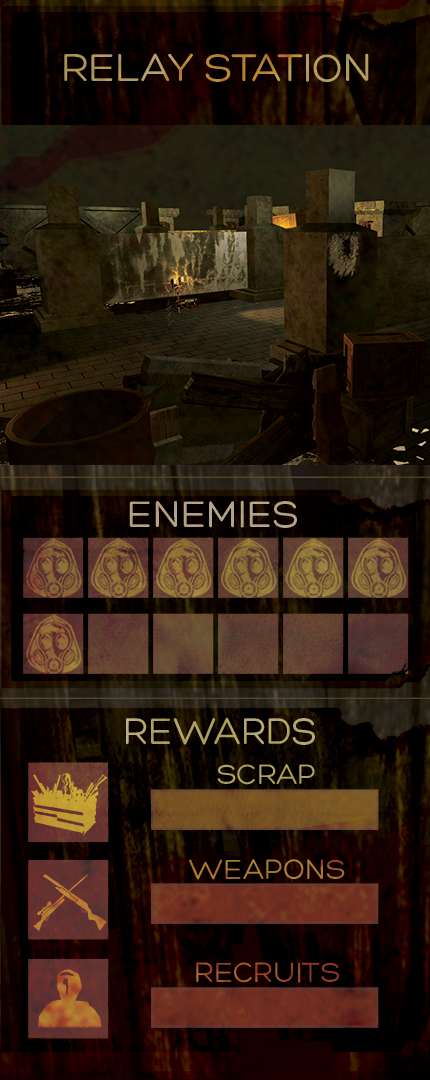 RELAY STATION
ENEMIES
REWARDS
SCRAP
WEAPONS
RECRUITS